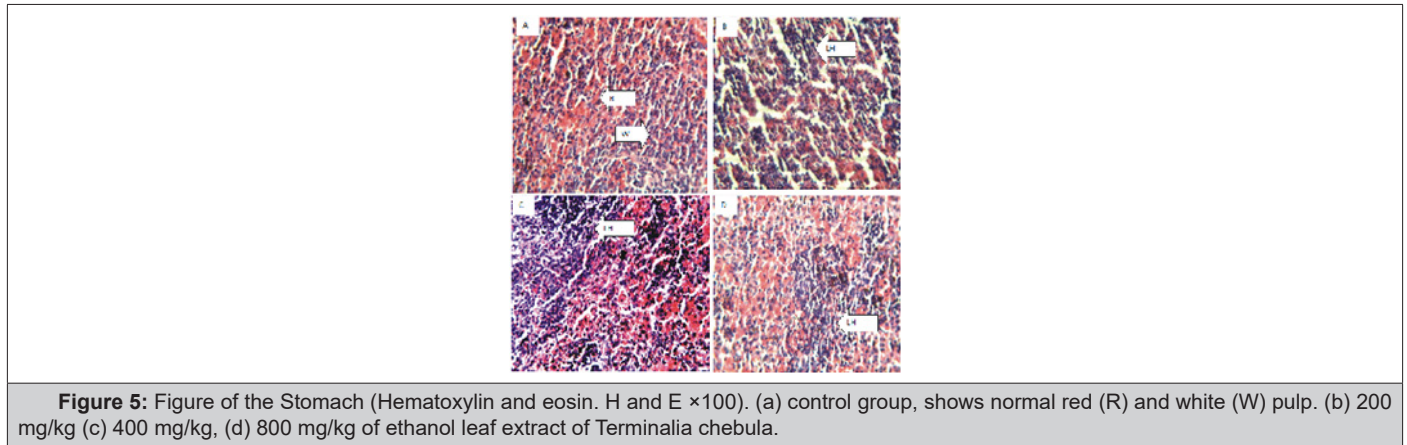 A
B
LH
R
W
C
D
LH
LH
Figure 5: Figure of the Stomach (Hematoxylin and eosin. H and E ×100). (a) control group, shows normal red (R) and white (W) pulp. (b) 200
mg/kg (c) 400 mg/kg, (d) 800 mg/kg of ethanol leaf extract of Terminalia chebula.